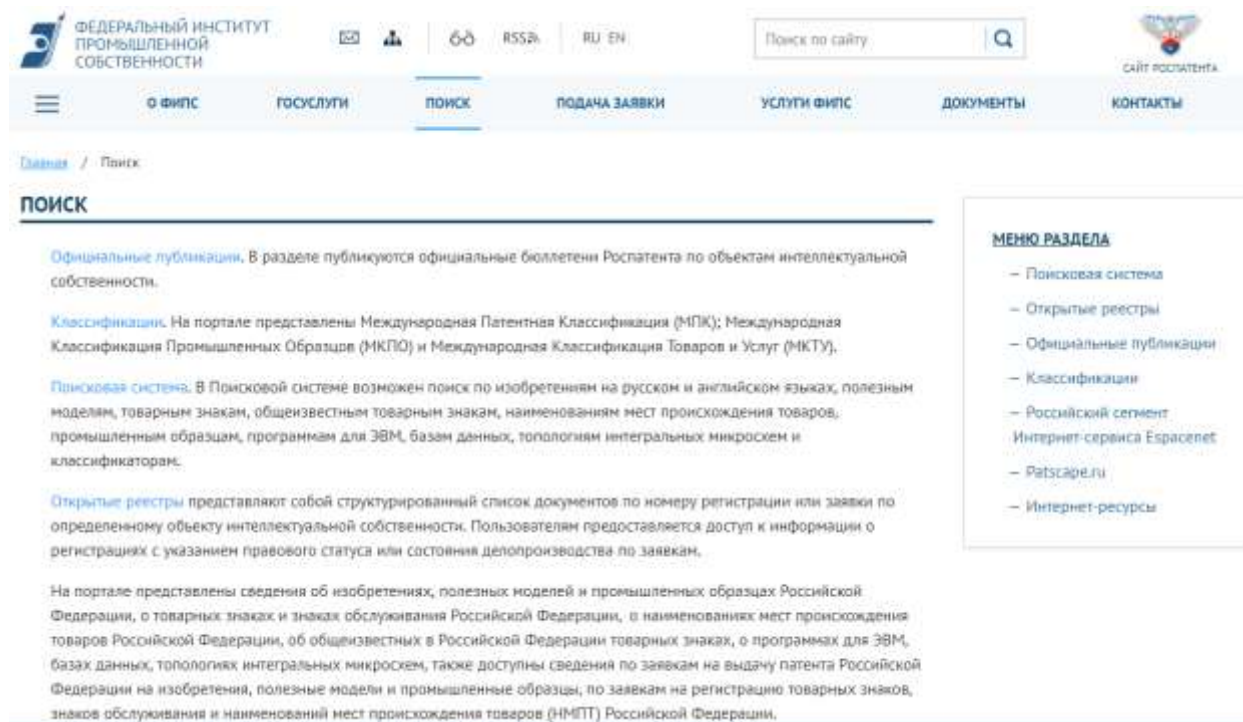 ФЕДЕРАЛЬНЫЙ ИНСТИТУТ
ПРОМЫШЛЕННОЙ
СОБСТВЕННОСТИ
RSS
RU EN
Поиск по сайту
САЙТ РОСПАТЕНТА
О ФИПС
ГОСУСЛУГИ
ПОИСК
ПОДАЧА ЗАЯВКИ
УСЛУГИ ФИПС
ДОКУМЕНТЫ
КОНТАКТЫ
Главная / Поиск
ПОИСК
Официальные публикации. В разделе публикуются официальные бюллетени Роспатента по объектам интеллектуальной
собственности.
Классификации. На портале представлены Международная Патентная Классификация (МПК); Международная
Классификация Промышленных Образцов (МКПО) и Международная Классификация Товаров и Услуг (МКТУ).
Поисковая система. В Поисковой системе возможен поиск по изобретениям на русском и английском языках, полезным
моделям, товарным знакам, общеизвестным товарным знакам, наименованиям мест происхождения товаров,
промышленным образцам, программам для ЭВМ, базам данных, топологиям интегральных микросхем и
классификаторам.
Открытые реестры представляют собой структурированный список документов по номеру регистрации или заявки по
определенному объекту интеллектуальной собственности. Пользователям предоставляется доступ к информации о
регистрациях с указанием правового статуса или состояния делопроизводства по заявкам.
На портале представлены сведения об изобретениях, полезных моделей и промышленных образцах Российской
Федерации, о товарных знаках и знаках обслуживания Российской Федерации, о наименованиях мест происхождения
товаров Российской Федерации, об общеизвестных в Российской Федерации товарных знаках, о программах для ЭВМ,
базах данных, топологиях интегральных микросхем, также доступны сведения по заявкам на выдачу патента Российской
Федерации на изобретения, полезные модели и промышленные образцы, по заявкам на регистрацию товарных знаков,
знаков обслуживания и наименований мест происхождения товаров (НМПТ) Российской Федерации.
МЕНЮ РАЗДЕЛА
– Поисковая система
– Открытые реестры
– Официальные публикации
– Классификации
– Российский сегмент
Интернет-сервиса Espacenet
– Patscape.ru
– Интернет-ресурсы